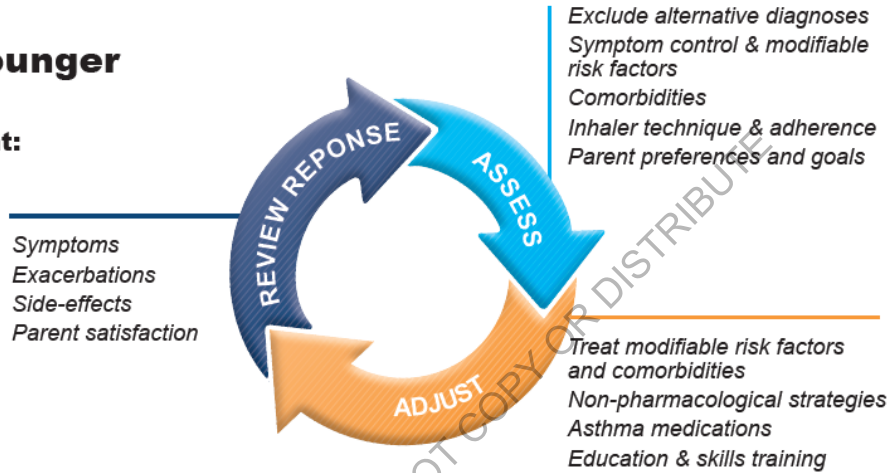 ounger
t:
Exclude alternative diagnoses
Symptom control & modifiable
risk factors
Comorbidities
Inhaler technique & adherence
Parent preferences and goals
REVIEW REPONSE
ASSESS
ADJUST
Symptoms
Exacerbations
Side-effects
Parent satisfaction
Treat modifiable risk factors
and comorbidities
Non-pharmacological strategies
Asthma medications
Education & skills training
OT COPY OR DISTRIBUTE